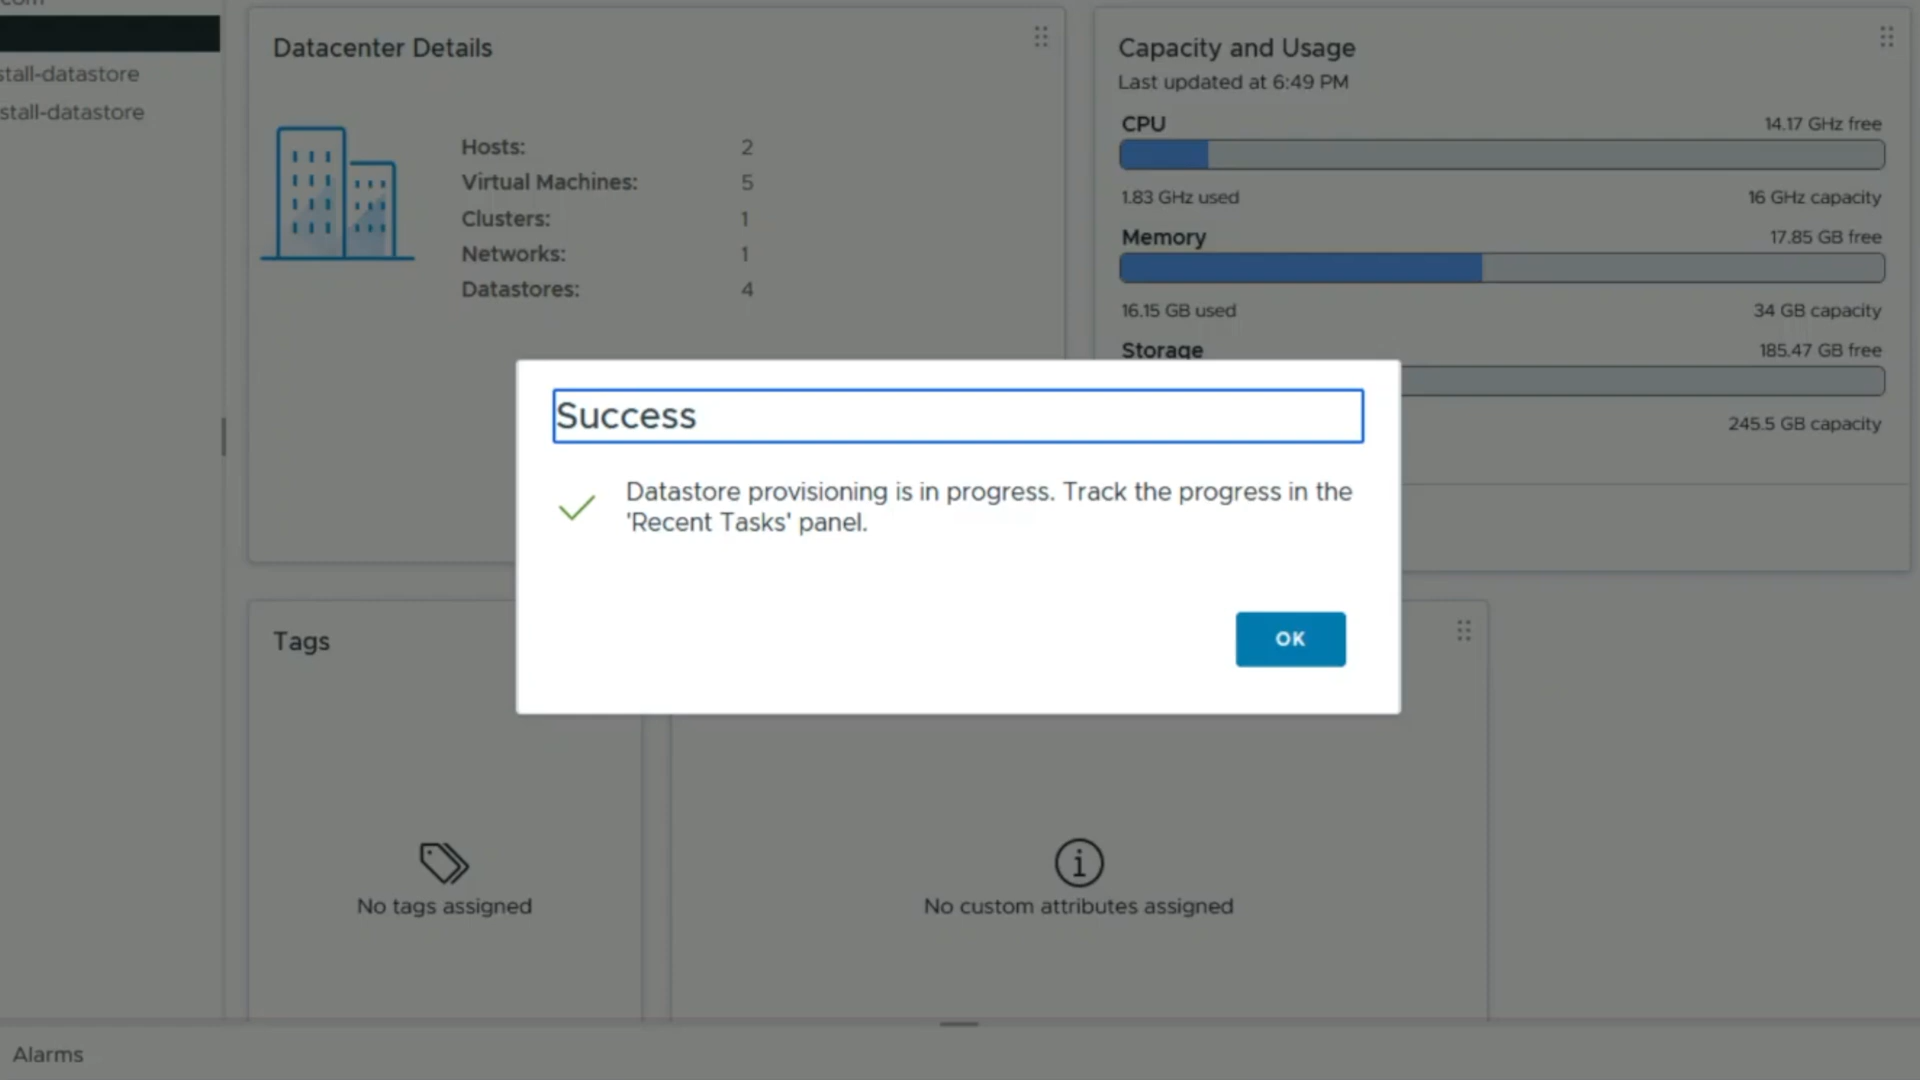 stall-datastore
stall-datastore
Datacenter Details
Hosts: 2
Virtual Machines: 5
Clusters: 1
Networks: 1
Datastores: 4
Capacity and Usage
Last updated at 6:49 PM
CPU
14.17 GHz free
1.83 GHz used
16 GHz capacity
Memory
17.85 GB free
16.15 GB used
34 GB capacity
Storage
185.47 GB free
245.5 GB capacity
Success
Datastore provisioning is in progress. Track the progress in the
'Recent Tasks' panel.
OK
Tags
No tags assigned
No custom attributes assigned
Alarms